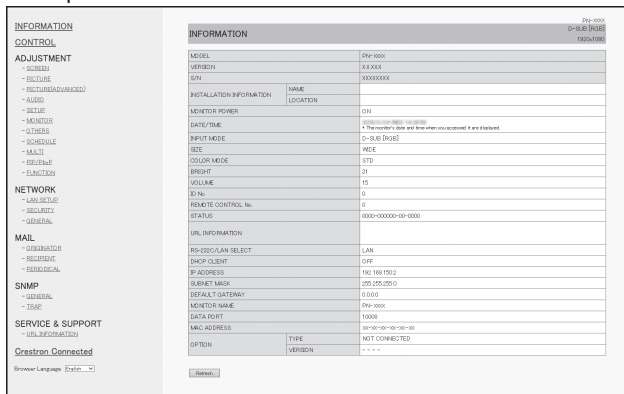 INFORMATION
CONTROL
ADJUSTMENT
- SCREEN
- PICTURE
- PICTURE[ADVANCED]
- AUDIO
- SETUP
- MONITOR
- OTHERS
- SCHEDULE
- MULTI
- PIP/PbyP
- FUNCTION
NETWORK
- LAN SETUP
- SECURITY
- GENERAL
MAIL
- ORIGINATOR
- RECIPIENT
- PERIODICAL
SNMP
- GENERAL
- TRAP
SERVICE & SUPPORT
- URL INFORMATION
Crestron Connected
Browser Language English
PN-xxxx
INFORMATION D-SUB [RGB]
1920x1080
MODEL PN-xxxx
VERSION X.X.XXX
S/N XXXXXXXX
INSTALLATION INFORMATION NAME
LOCATION
MONITOR POWER ON
DATE/TIME
* The monitor's date and time when you accessed it are displayed.
INPUT MODE D-SUB [RGB]
SIZE WIDE
COLOR MODE STD
BRIGHT 31
VOLUME 15
ID No. 0
REMOTE CONTROL No. 0
STATUS 0000-000000-00-0000
URL INFORMATION
RS-232C/LAN SELECT LAN
DHCP CLIENT OFF
IP ADDRESS 192.168.150.2
SUBNET MASK 255.255.255.0
DEFAULT GATEWAY 0.0.0.0
MONITOR NAME PN-xxxx
DATA PORT 10008
MAC ADDRESS xx-xx-xx-xx-xx-xx
OPTION TYPE NOT CONNECTED
VERSION - - - -
Refresh